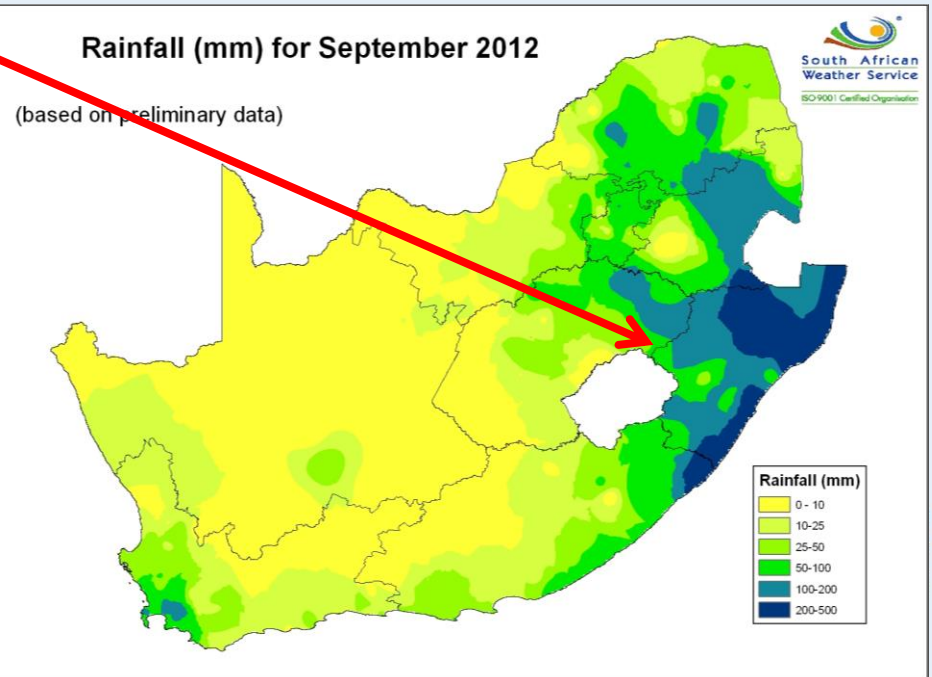 Rainfall (mm) for September 2012
(based on preliminary data)
South African
Weather Service
ISO 9001 Certified Organisation
Rainfall (mm)
0 - 10
10-25
25-50
50-100
100-200
200-500